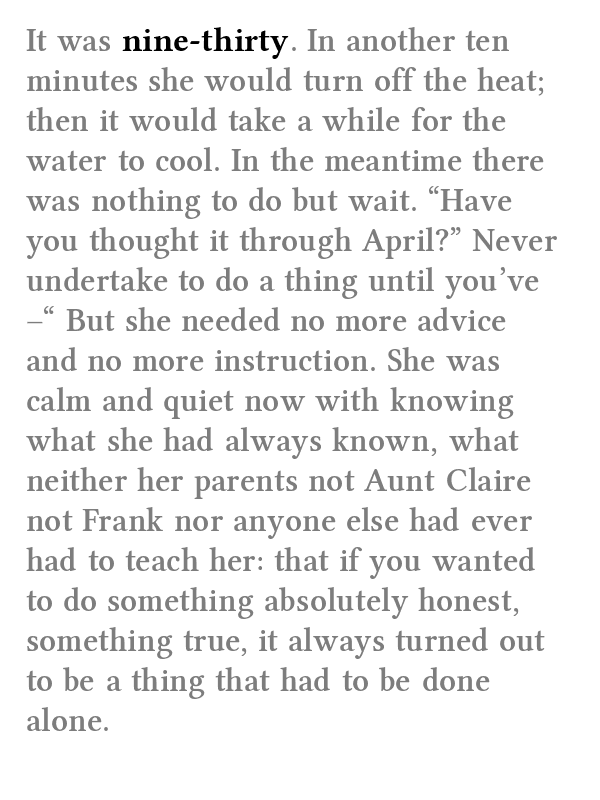 It was nine-thirty. In another ten
minutes she would turn off the heat;
then it would take a while for the
water to cool. In the meantime there
was nothing to do but wait. “Have
you thought it through April?” Never
undertake to do a thing until you’ve
–“ But she needed no more advice
and no more instruction. She was
calm and quiet now with knowing
what she had always known, what
neither her parents not Aunt Claire
not Frank nor anyone else had ever
had to teach her: that if you wanted
to do something absolutely honest,
something true, it always turned out
to be a thing that had to be done
alone.